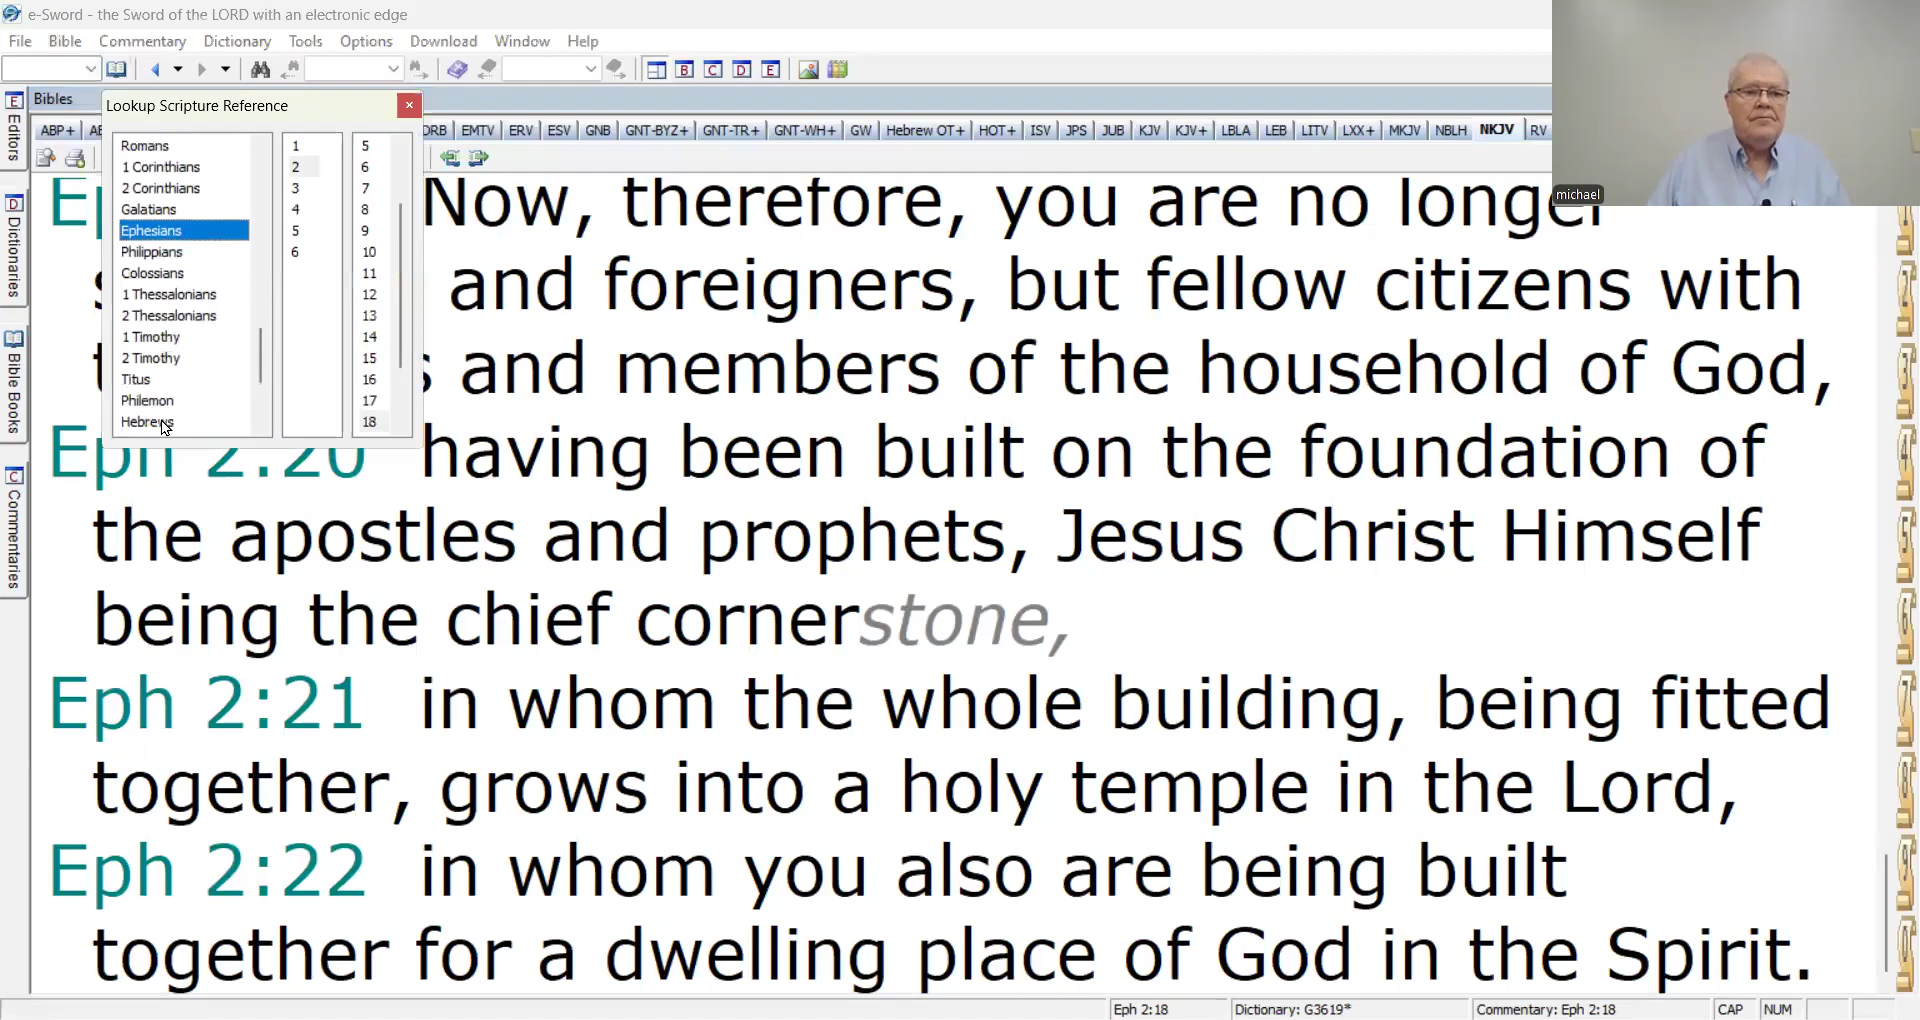 e-Sword - the Sword of the LORD with an electronic edge
File Bible Commentary Dictionary Tools Options Download Window Help
B C D E
E Editors
D Dictionaries
Bible Books
C Commentaries
Bibles
ABP+ ORB EMTV ERV ESV GNB GNT-BYZ+ GNT-TR+ GNT-WH+ GW Hebrew OT+ HOT+ ISV JPS JUB KJV KJV+ LBLA LEB LITV LXX+ MKJV NBLH NKJV RV
Lookup Scripture Reference
Romans 1 5
1 Corinthians 2 6
2 Corinthians 3 7
Galatians 4 8
Ephesians 5 9
Philippians 6 10
Colossians 11
1 Thessalonians 12
2 Thessalonians 13
1 Timothy 14
2 Timothy 15
Titus 16
Philemon 17
Hebrews 18
michael
Now, therefore, you are no longer
and foreigners, but fellow citizens with
and members of the household of God,
Eph 2:20 having been built on the foundation of
the apostles and prophets, Jesus Christ Himself
being the chief cornerstone,
Eph 2:21 in whom the whole building, being fitted
together, grows into a holy temple in the Lord,
Eph 2:22 in whom you also are being built
together for a dwelling place of God in the Spirit.
Eph 2:18 Dictionary: G3619* Commentary: Eph 2:18 CAP NUM